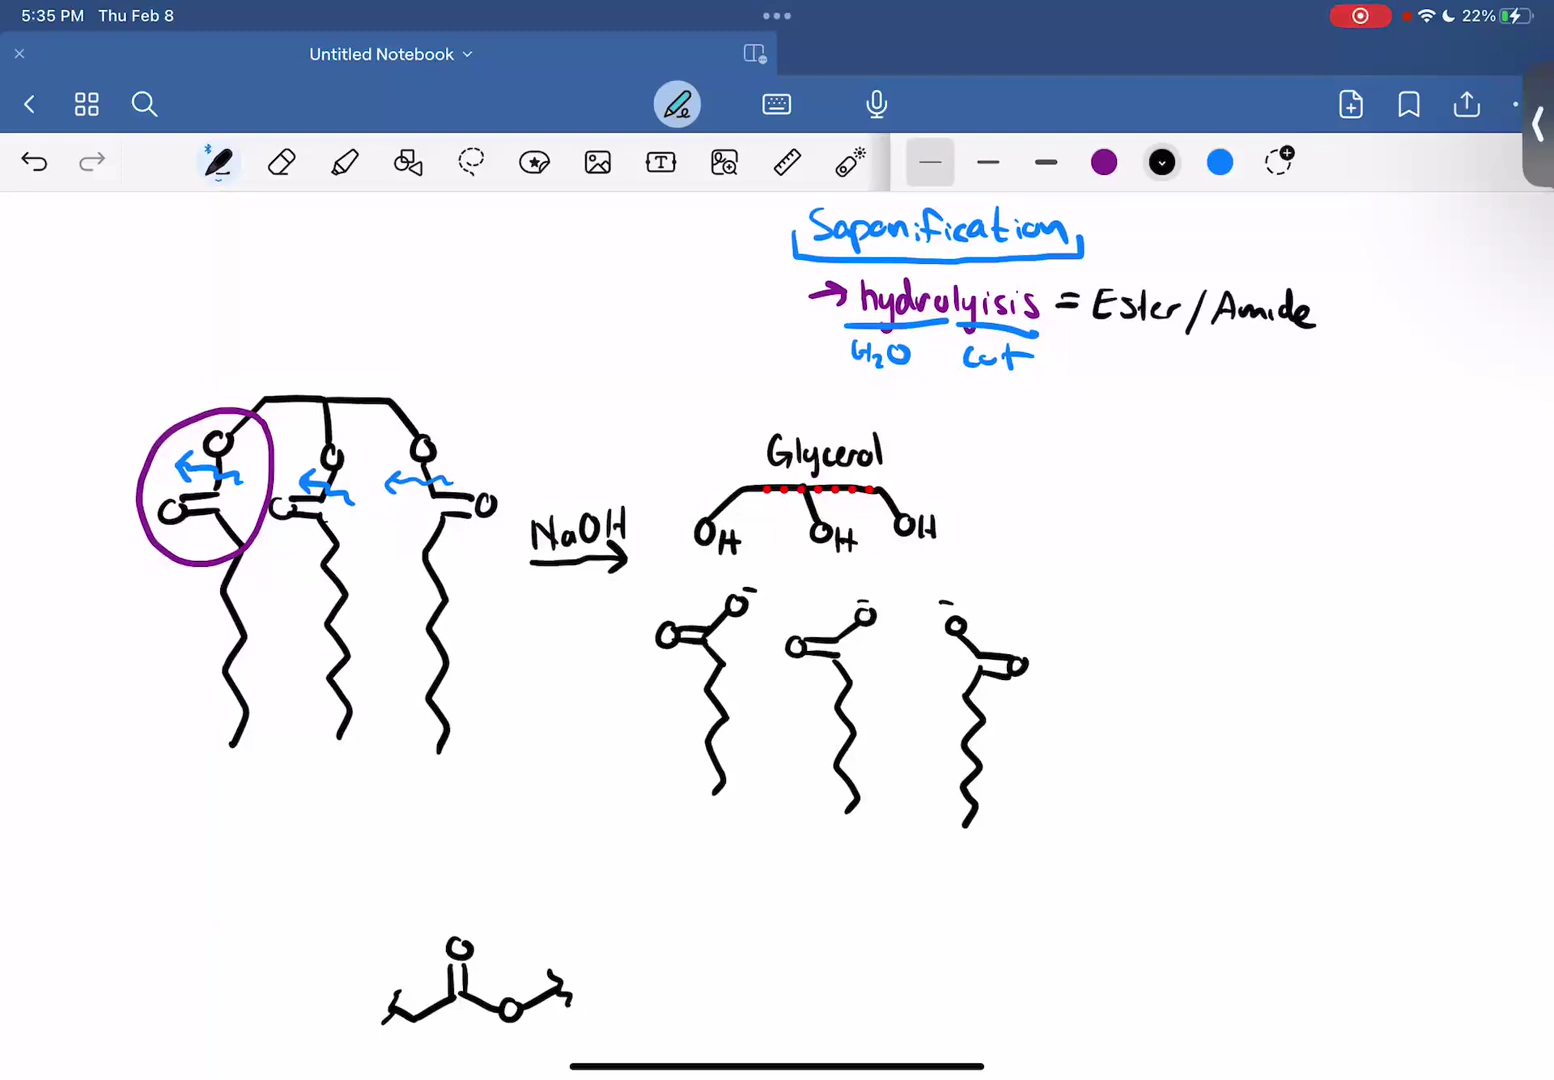 5:35 PM Thu Feb 8
22%
Untitled Notebook
Saponification
→ hydrolyisis = Ester/Amide
H₂O cut
Glycerol
O O O
O O O
NaOH
OH OH OH
O⁻ O⁻ ⁻O
O O O
O
O